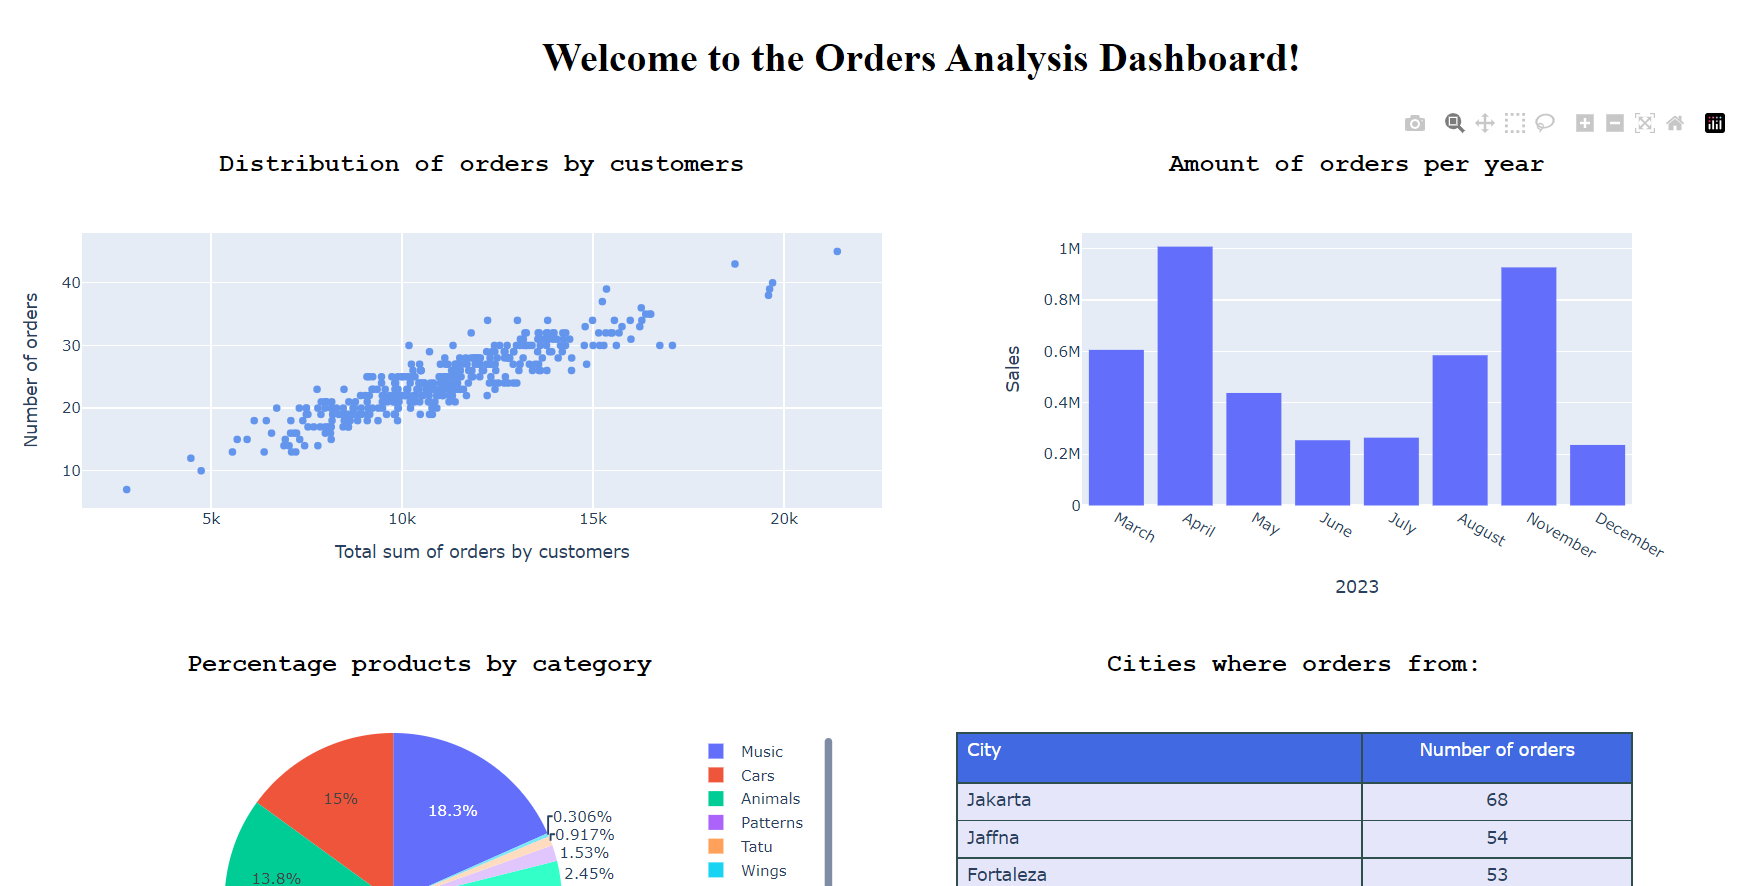 Welcome to the Orders Analysis Dashboard!
Distribution of orders by customers
Number of orders
40
30
20
10
5k
10k
15k
20k
Total sum of orders by customers
Amount of orders per year
Sales
1M
0.8M
0.6M
0.4M
0.2M
0
March
April
May
June
July
August
November
December
2023
Percentage products by category
15%
18.3%
13.8%
0.306%
0.917%
1.53%
2.45%
Music
Cars
Animals
Patterns
Tatu
Wings
Cities where orders from:
City Number of orders
Jakarta 68
Jaffna 54
Fortaleza 53